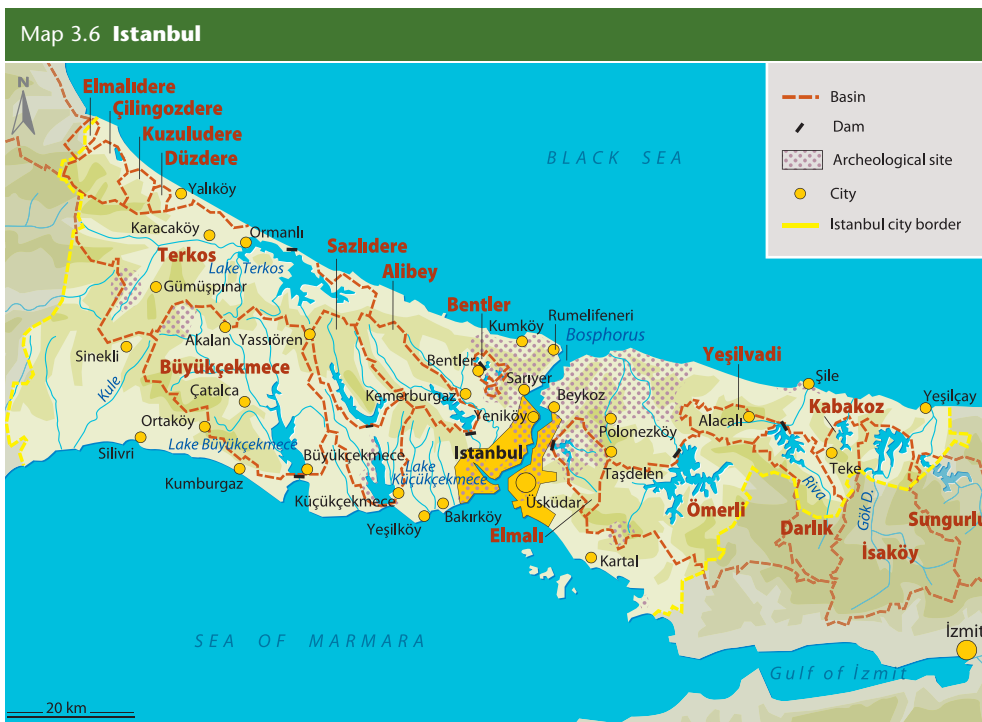 Map 3.6 Istanbul
N
Elmalıdere
Çilingozdere
Kuzuludere
Düzdere
Yalıköy
BLACK SEA
Basin
Dam
Archeological site
City
Istanbul city border
Karacaköy
Ormanlı
Terkos
Lake Terkos
Sazlıdere
Alibey
Gümüşpınar
Bentler
Kumköy
Rumelifeneri
Bosphorus
Akalan
Yassıören
Sinekli
Büyükçekmece
Bentler
Sarıyer
Yeşilvadi
Şile
Kule
Çatalca
Kemerburgaz
Beykoz
Yeniköy
Kabakoz
Yeşilçay
Alacalı
Ortaköy
Polonezköy
Silivri
Lake Büyükçekmece
Büyükçekmece
Istanbul
Taşdelen
Teke
Kumburgaz
Lake
Küçükçekmece
Riva
Küçükçekmece
Üsküdar
Gök D.
Yeşilköy
Bakırköy
Ömerli
Elmalı
Darlık
Sungurlu
İsaköy
Kartal
SEA OF MARMARA
İzmit
Gulf of İzmit
20 km